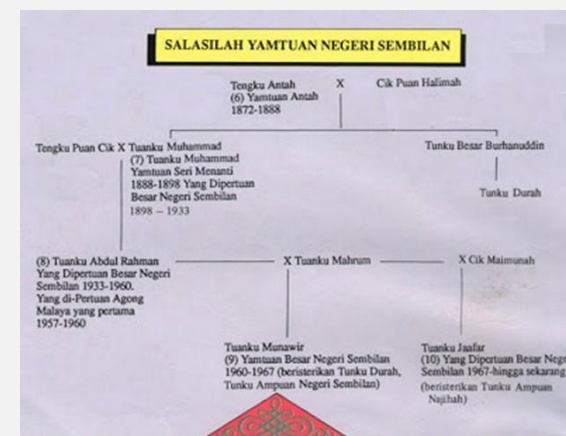 SALASILAH YAMTUAN NEGERI SEMBILAN
Tengku Antah X Cik Puan Halimah
(6) Yamtuan Antah
1872-1888
Tengku Puan Cik X Tuanku Muhammad
(7) Tuanku Muhammad
Yamtuan Seri Menanti
1888-1898 Yang Dipertuan
Besar Negeri Sembilan
1898 – 1933
Tunku Besar Burhanuddin
Tunku Durah
(8) Tuanku Abdul Rahman
Yang Dipertuan Besar Negeri
Sembilan 1933-1960.
Yang di-Pertuan Agong
Malaya yang pertama
1957-1960
X Tuanku Mahrum
X Cik Maimunah
Tuanku Munawir
(9) Yamtuan Besar Negeri Sembilan
1960-1967 (beristerikan Tunku Durah,
Tunku Ampuan Negeri Sembilan)
Tuanku Jaafar
(10) Yang Dipertuan Besar Nege
Sembilan 1967-hingga sekarang
(beristerikan Tunku Ampuan
Najihah)